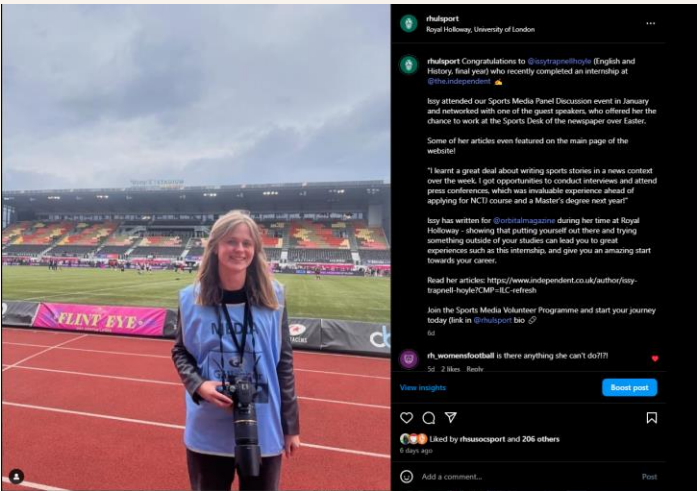 rhulsport
Royal Holloway, University of London
rhulsport Congratulations to @issytrapnellhoyle (English and
History, final year) who recently completed an internship at
@the.independent ✍️
Issy attended our Sports Media Panel Discussion event in January
and networked with one of the guest speakers, who offered her the
chance to work at the Sports Desk of the newspaper over Easter.
Some of her articles even featured on the main page of the
website!
"I learnt a great deal about writing sports stories in a news context
over the week. I got opportunities to conduct interviews and attend
press conferences, which was invaluable experience ahead of
applying for NCTJ course and a Master's degree next year!"
Issy has written for @orbitalmagazine during her time at Royal
Holloway - showing that putting yourself out there and trying
something outside of your studies can lead you to great
experiences such as this internship, and give you an amazing start
towards your career.
Read her articles: https://www.independent.co.uk/author/issy-
trapnell-hoyle?CMP=ILC-refresh
Join the Sports Media Volunteer Programme and start your journey
today (link in @rhulsport bio 🔗
6d
rh_womensfootball is there anything she can't do?!?!
5d 2 likes Reply
View insights
Boost post
Liked by rhsusocsport and 206 others
6 days ago
Add a comment...
Post
FLINT EYE
MEDIA